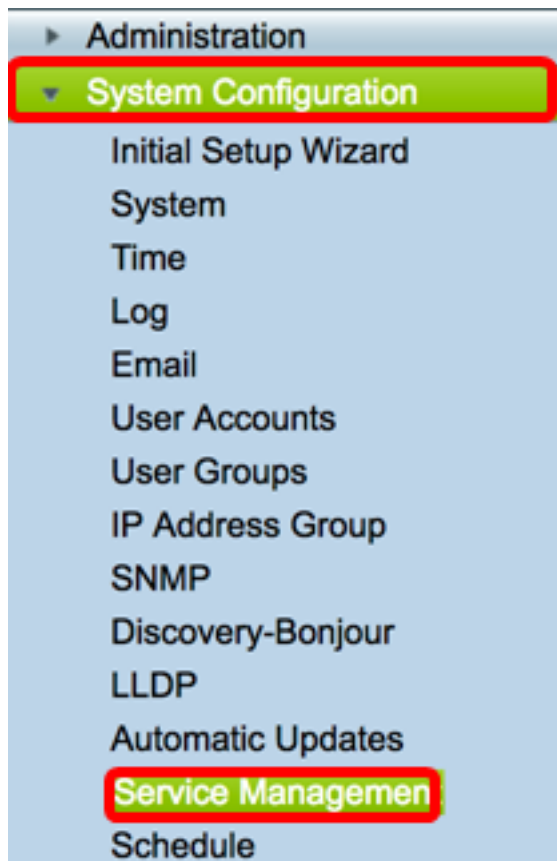 Administration
System Configuration
Initial Setup Wizard
System
Time
Log
Email
User Accounts
User Groups
IP Address Group
SNMP
Discovery-Bonjour
LLDP
Automatic Updates
Service Management
Schedule